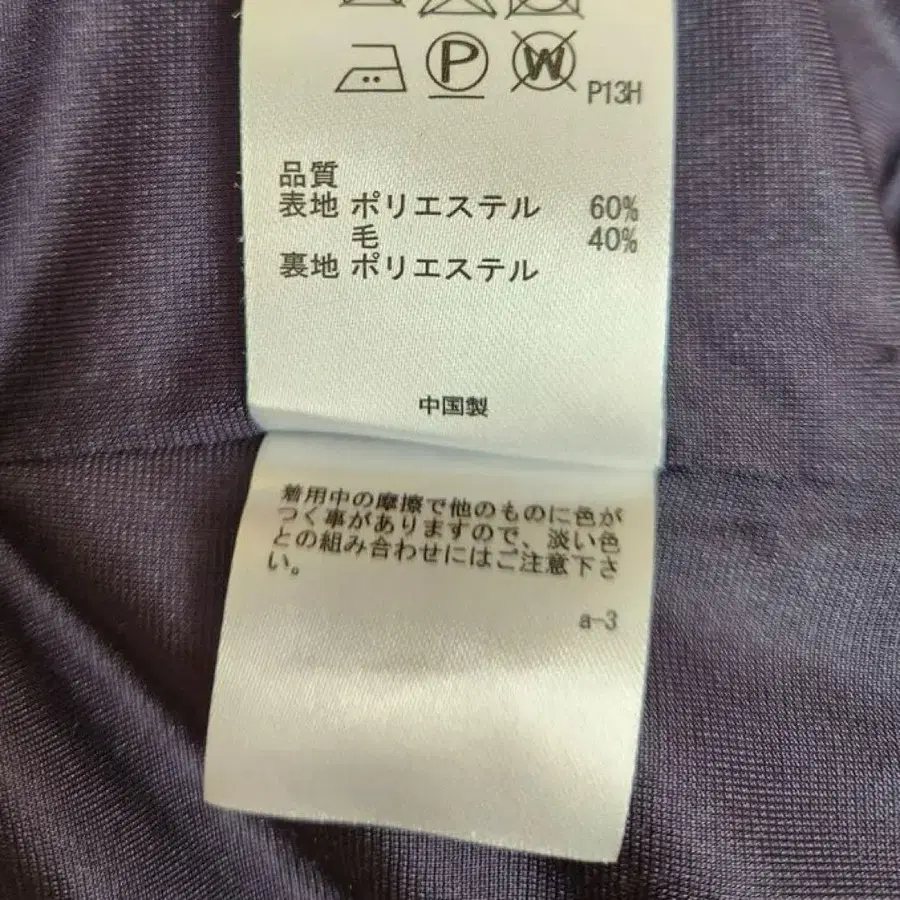 P
W
P13H
品質
表地 ポリエステル 60%
毛 40%
裏地 ポリエステル
中国製
着用中の摩擦で他のものに色が
つく事がありますので、淡い色
との組み合わせにはご注意下さ
い。
a-3